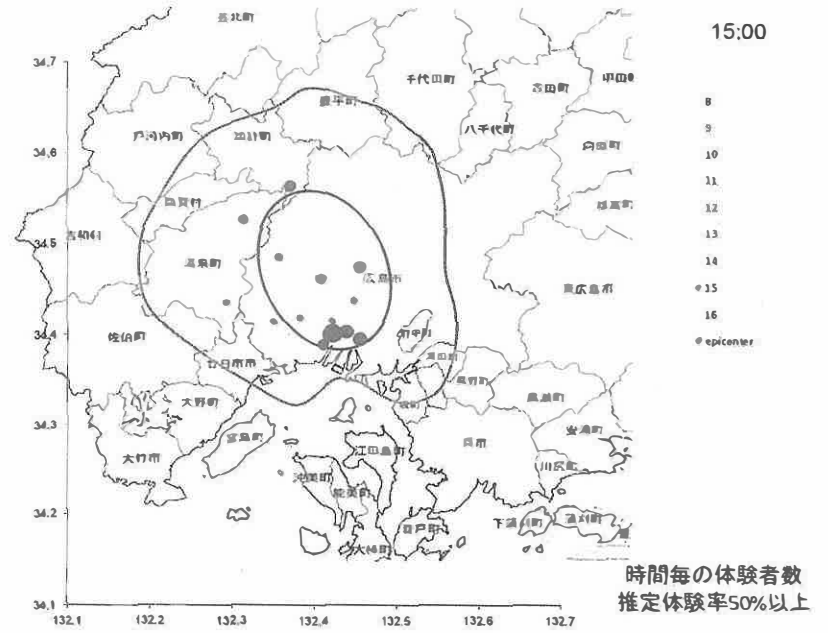 15:00
芸北町
34.7
千代田町
吉田町
豊平町
8
八千代町
9
戸河内町
加計町
向原町
34.6
10
11
筒賀村
12
吉和村
34.5
13
湯来町
広島市
14
東広島市
15
佐伯町
34.4
府中町
16
海田町
epicenter
廿日市市
熊野町
大野町
坂町
黒瀬町
34.3
宮島町
呉市
安浦町
大竹市
江田島町
川尻町
沖美町
能美町
34.2
音戸町
下蒲刈町
蒲刈町
大柿町
時間毎の体験者数
推定体験率50%以上
34.1
132.1
132.2
132.3
132.4
132.5
132.6
132.7